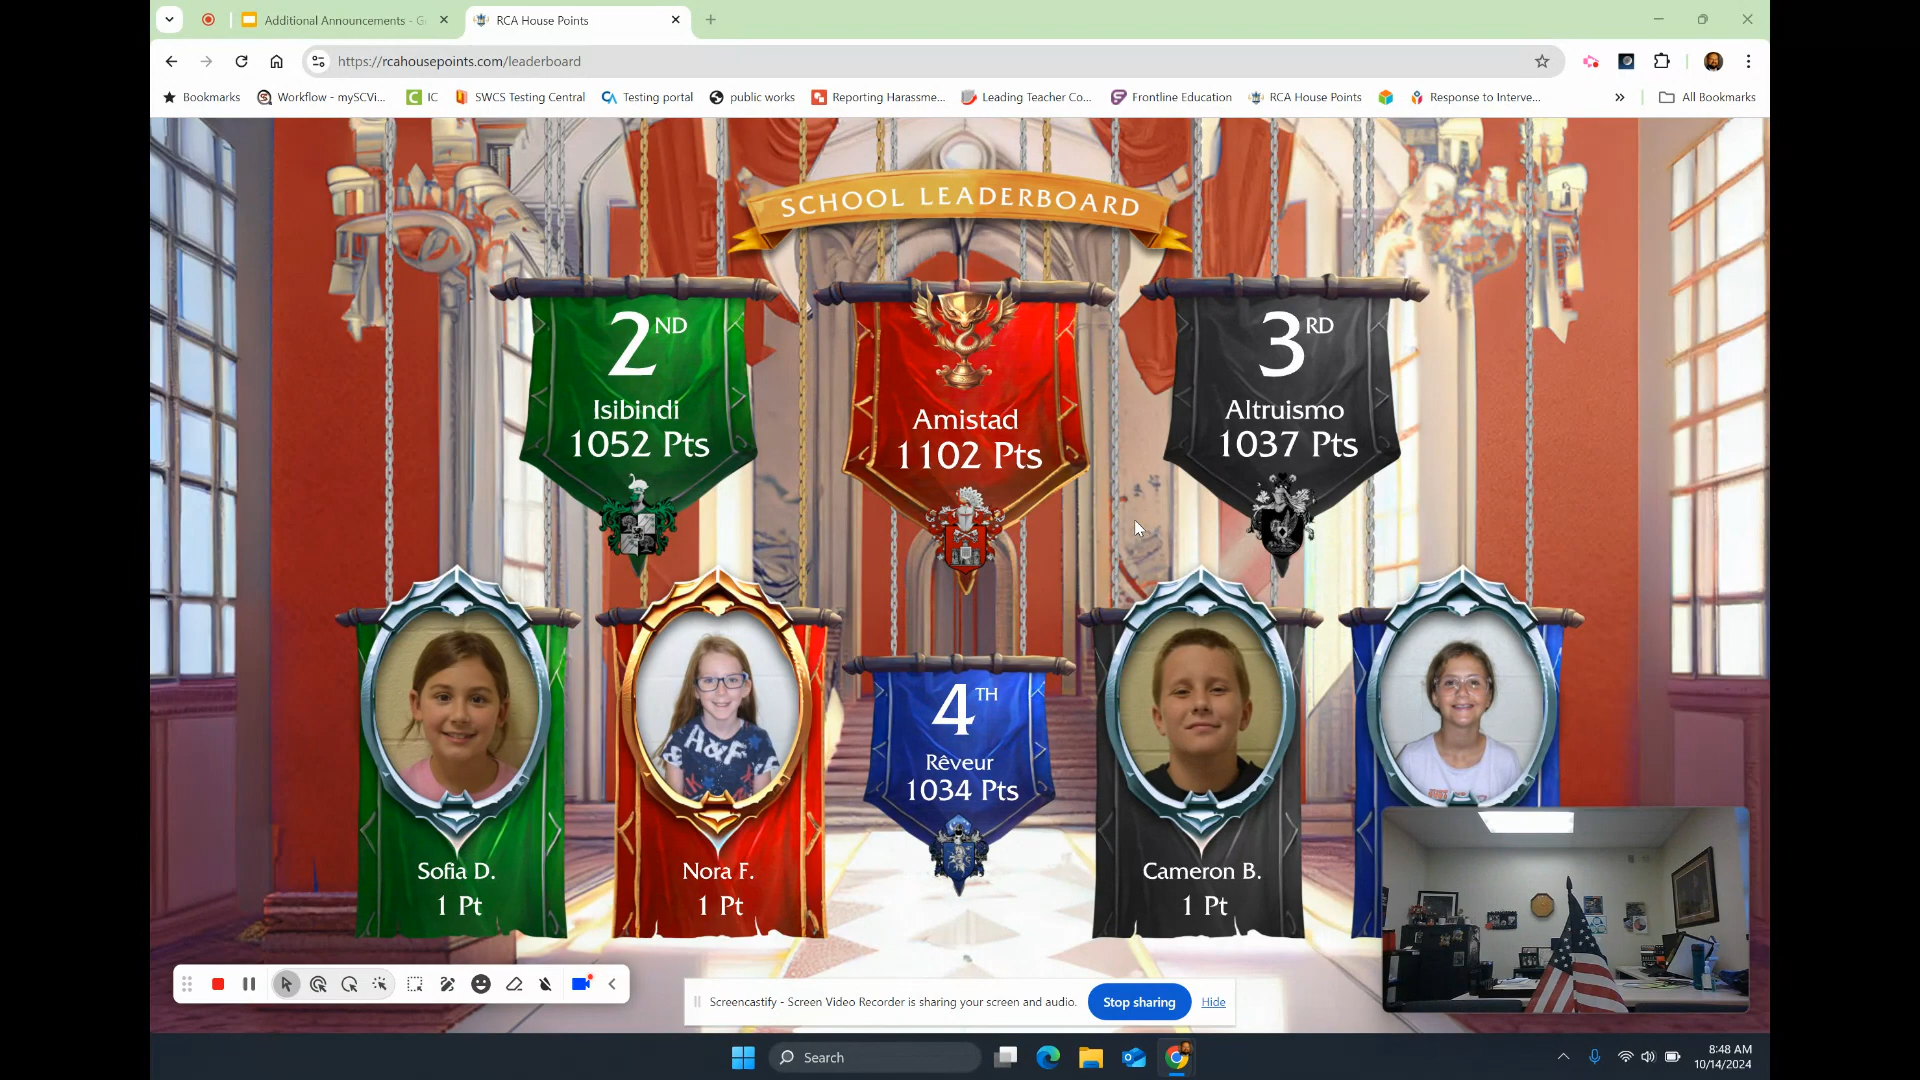 Additional Announcements - G
RCA House Points
https://rcahousepoints.com/leaderboard
Bookmarks
Workflow - mySCVi...
IC
SWCS Testing Central
Testing portal
public works
Reporting Harassme...
Leading Teacher Co...
Frontline Education
RCA House Points
Response to Interve...
All Bookmarks
SCHOOL LEADERBOARD
2ND
Isibindi
1052 Pts
Amistad
1102 Pts
3RD
Altruismo
1037 Pts
4TH
Rêveur
1034 Pts
A&F
Sofia D.
1 Pt
Nora F.
1 Pt
Cameron B.
1 Pt
Screencastify - Screen Video Recorder is sharing your screen and audio.
Stop sharing
Hide
Search
8:48 AM
10/14/2024